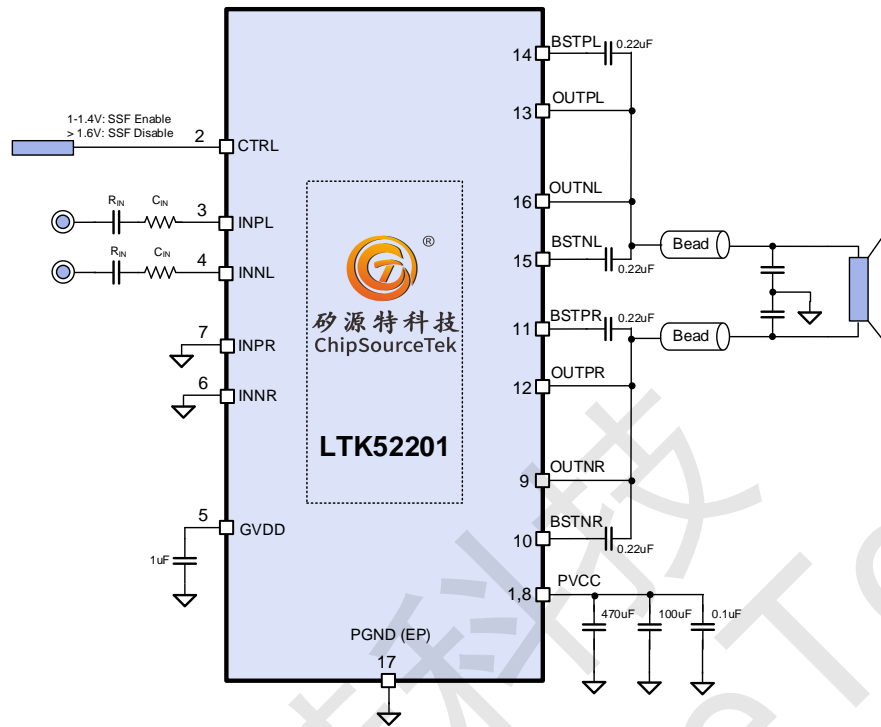 14
BSTPL
0.22uF
13
OUTPL
1-1.4V: SSF Enable
> 1.6V: SSF Disable
2
CTRL
16
OUTNL
RIN
CIN
3
INPL
RIN
CIN
4
INNL
15
BSTNL
0.22uF
Bead
®
矽源特科技
ChipSourceTek
7
INPR
6
INNR
11
BSTPR
0.22uF
Bead
12
OUTPR
LTK52201
9
OUTNR
5
GVDD
1uF
10
BSTNR
0.22uF
1,8
PVCC
470uF
100uF
0.1uF
PGND (EP)
17